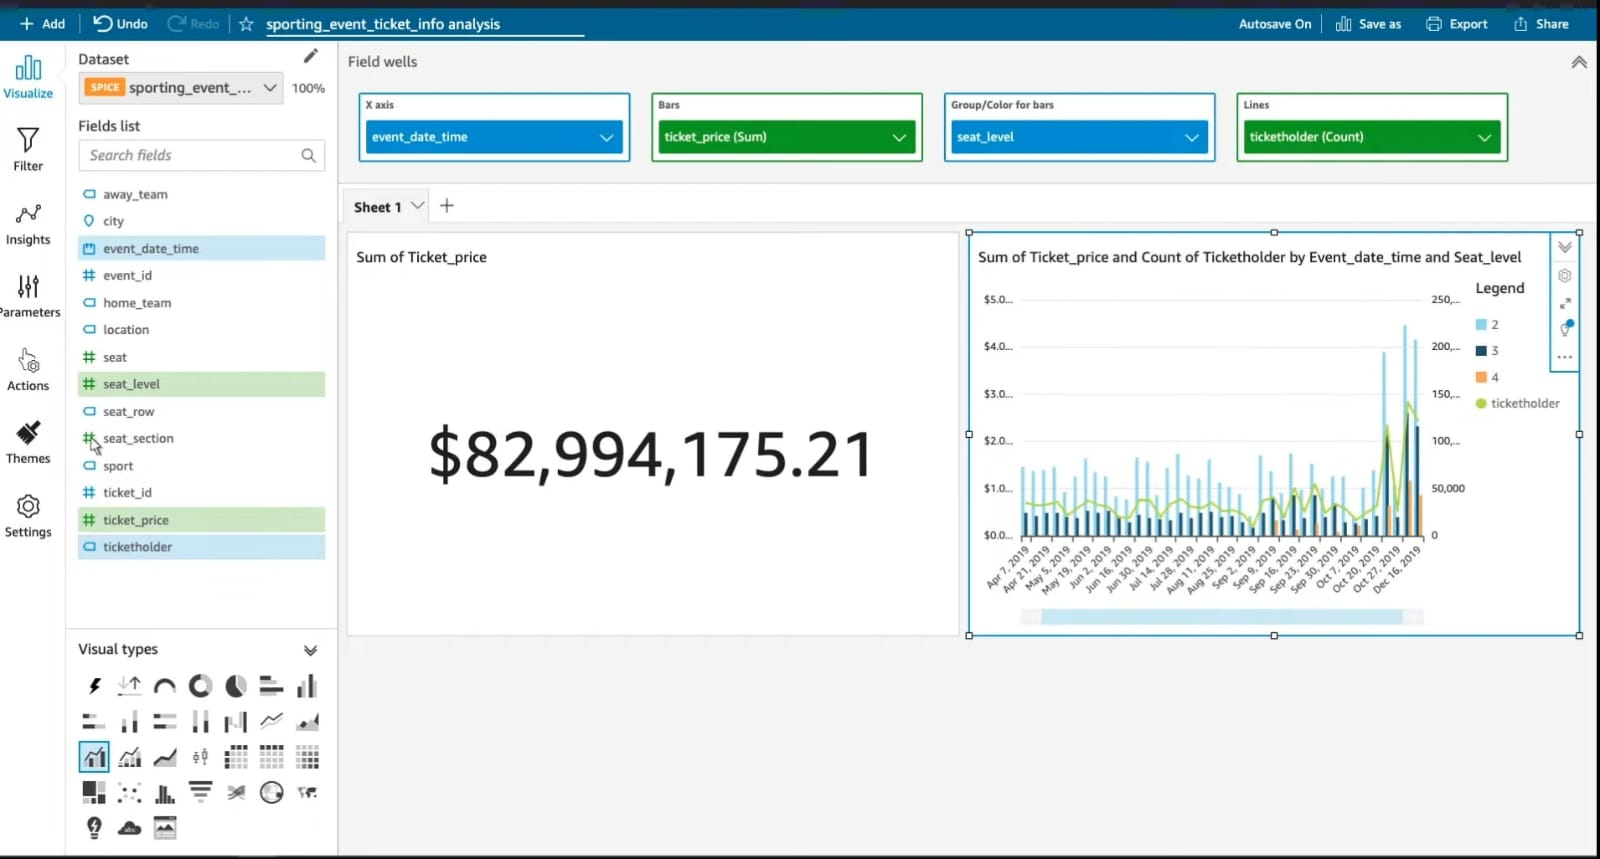 Add
Undo
Redo
sporting_event_ticket_info analysis
Autosave On
Save as
Export
Share
Visualize
Filter
Insights
Parameters
Actions
Themes
Settings
Dataset
SPICE sporting_event_...
100%
Fields list
Search fields
away_team
city
event_date_time
event_id
home_team
location
seat
seat_level
seat_row
seat_section
sport
ticket_id
ticket_price
ticketholder
Visual types
abc
Field wells
X axis
event_date_time
Bars
ticket_price (Sum)
Group/Color for bars
seat_level
Lines
ticketholder (Count)
Sheet 1
Sum of Ticket_price
$82,994,175.21
Sum of Ticket_price and Count of Ticketholder by Event_date_time and Seat_level
$5.0...
$4.0...
$3.0...
$2.0...
$1.0...
$0.0...
250,...
200,...
150,...
100,...
50,000
0
Apr 7, 2019
Apr 21, 2019
May 5, 2019
May 19, 2019
Jun 2, 2019
Jun 16, 2019
Jun 30, 2019
Jul 14, 2019
Jul 28, 2019
Aug 11, 2019
Aug 25, 2019
Sep 2, 2019
Sep 9, 2019
Sep 16, 2019
Sep 23, 2019
Sep 30, 2019
Oct 7, 2019
Oct 20, 2019
Oct 27, 2019
Dec 16, 2019
Legend
2
3
4
ticketholder